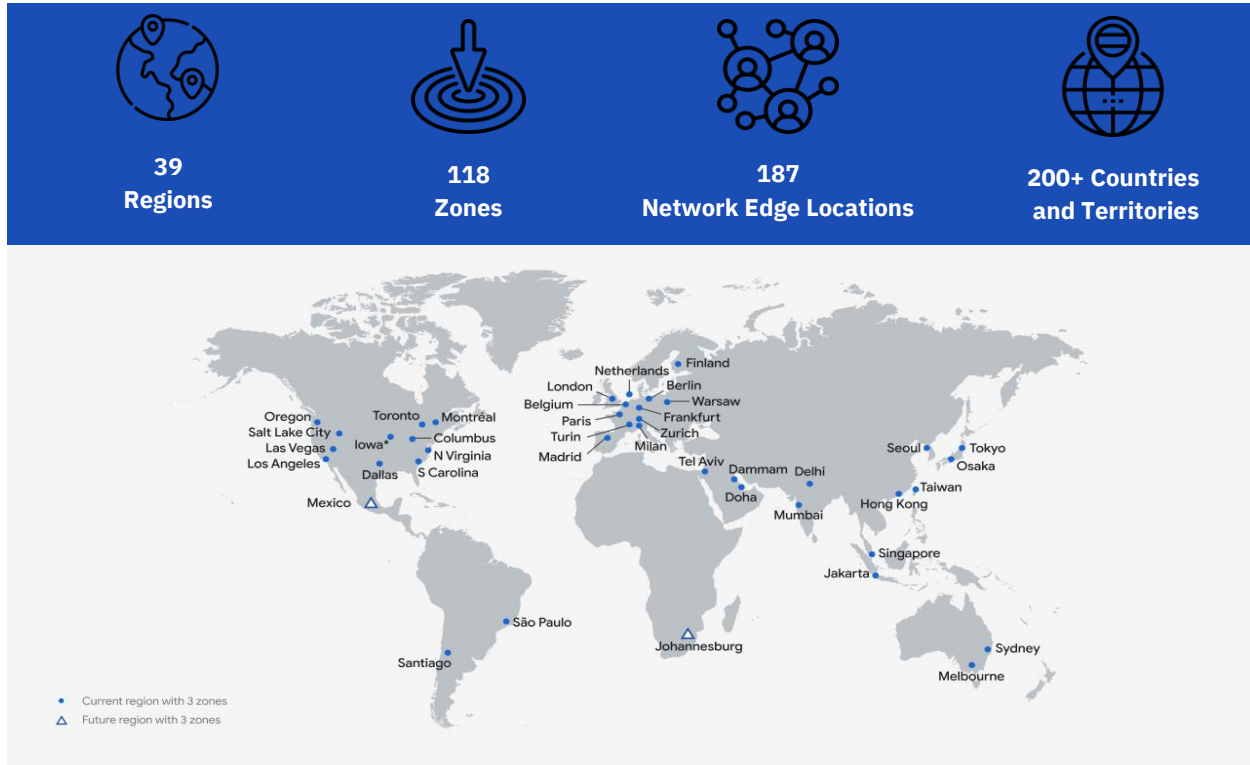 39
Regions
118
Zones
187
Network Edge Locations
200+ Countries
and Territories
Finland
Netherlands
London
Berlin
Belgium
Warsaw
Paris
Frankfurt
Turin
Zurich
Madrid
Milan
Oregon
Toronto
Montréal
Salt Lake City
Iowa*
Columbus
Las Vegas
N Virginia
Los Angeles
Dallas
S Carolina
Mexico
Tel Aviv
Dammam
Delhi
Doha
Mumbai
Seoul
Tokyo
Osaka
Taiwan
Hong Kong
Singapore
Jakarta
São Paulo
Santiago
Johannesburg
Sydney
Melbourne
Current region with 3 zones
Future region with 3 zones